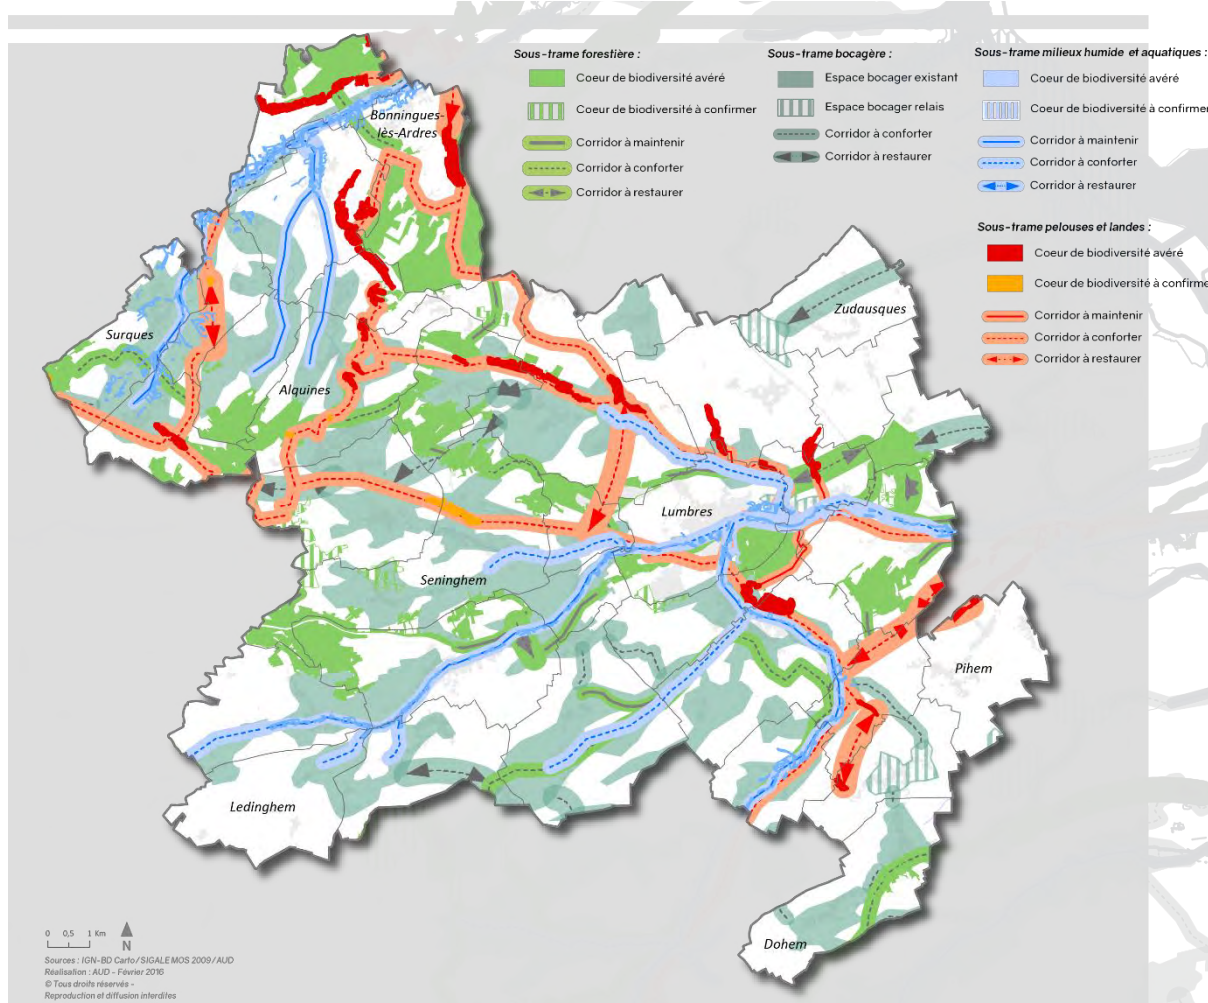 Sous-trame forestière :
Coeur de biodiversité avéré
Coeur de biodiversité à confirmer
Corridor à maintenir
Corridor à conforter
Corridor à restaurer
Sous-trame bocagère :
Espace bocager existant
Espace bocager relais
Corridor à conforter
Corridor à restaurer
Sous-trame milieux humide et aquatiques :
Coeur de biodiversité avéré
Coeur de biodiversité à confirmer
Corridor à maintenir
Corridor à conforter
Corridor à restaurer
Sous-trame pelouses et landes :
Coeur de biodiversité avéré
Coeur de biodiversité à confirme
Corridor à maintenir
Corridor à conforter
Corridor à restaurer
Bonningues-
lès-Ardres
Zudausques
Surques
Alquines
Lumbres
Seninghem
Pihem
Ledinghem
Dohem
0 0,5 1 Km
N
Sources : IGN-BD Carto / SIGALE MOS 2009 / AUD
Réalisation : AUD - Février 2016
© Tous droits réservés -
Reproduction et diffusion interdites